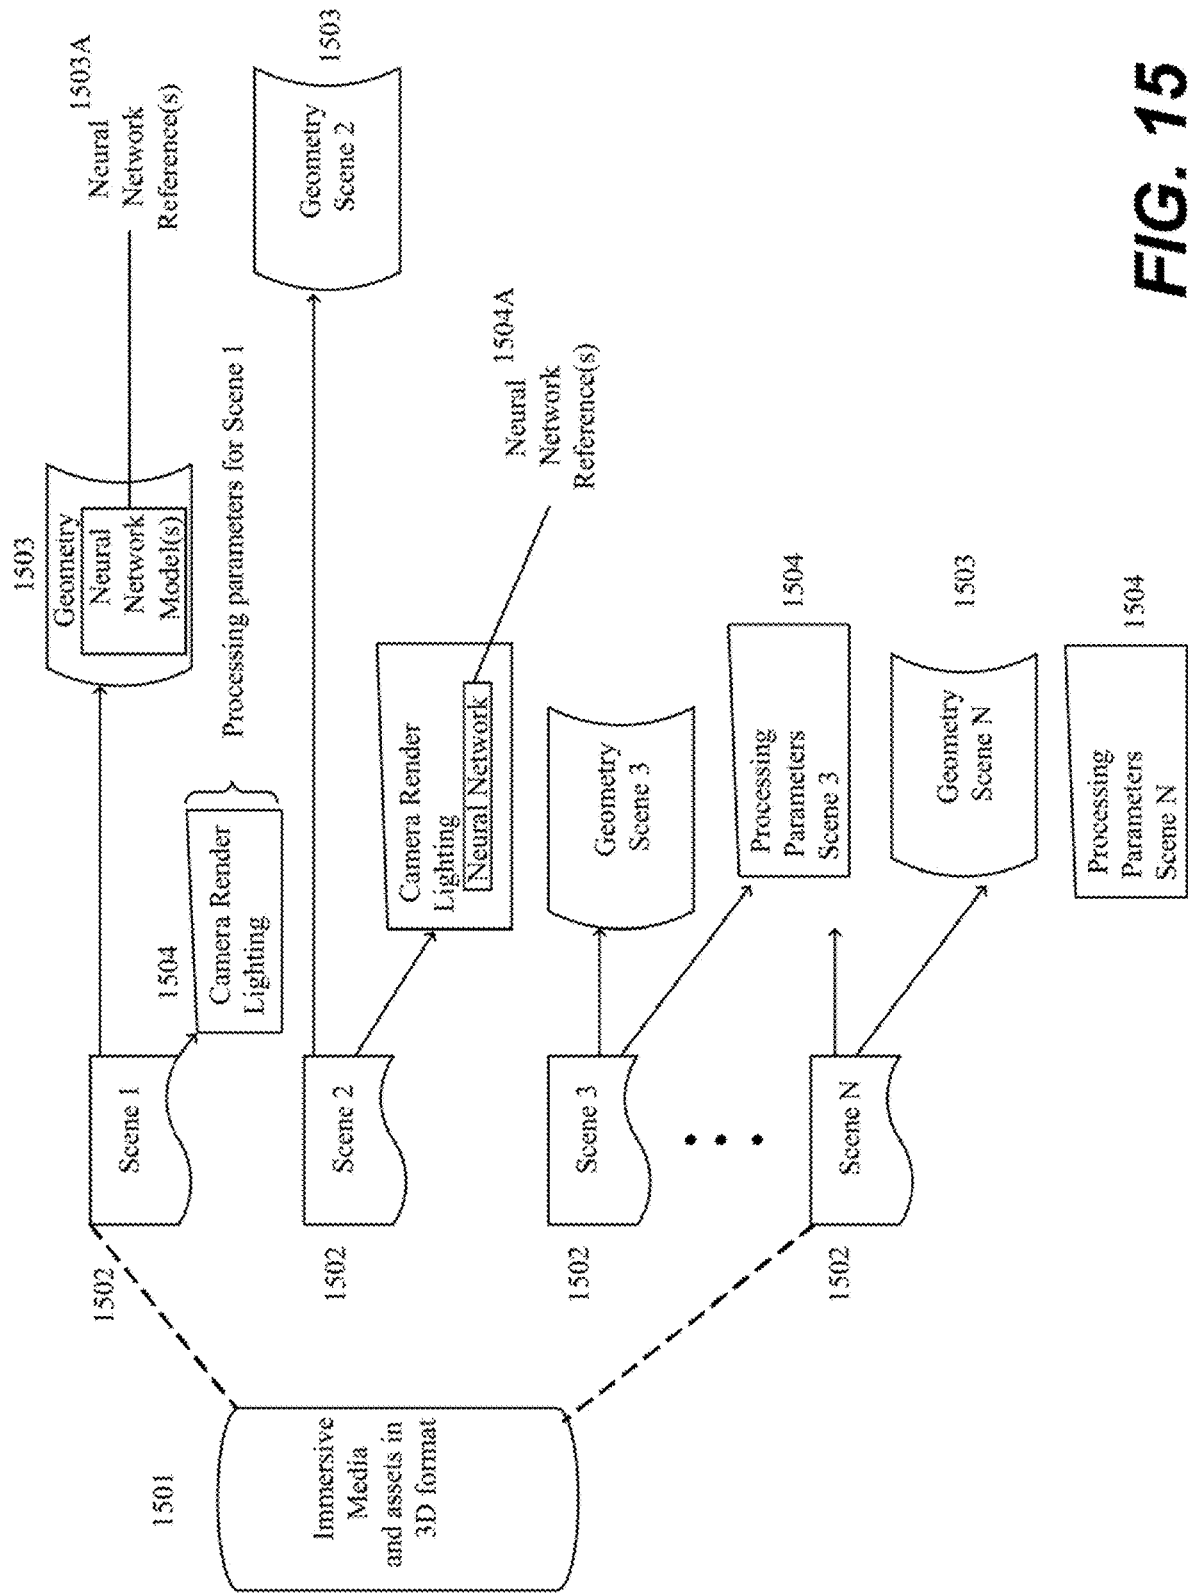 1501
Immersive
Media
and assets in
3D format
1502
Scene 1
1504
Camera Render
Lighting
Processing parameters for Scene 1
1503
Geometry
Neural
Network
Model(s)
1503A
Neural
Network
Reference(s)
1502
Scene 2
1503
Geometry
Scene 2
Camera Render
Lighting
Neural Network
1504A
Neural
Network
Reference(s)
1502
Scene 3
Geometry
Scene 3
1504
Processing
Parameters
Scene 3
1502
Scene N
1503
Geometry
Scene N
1504
Processing
Parameters
Scene N
FIG. 15